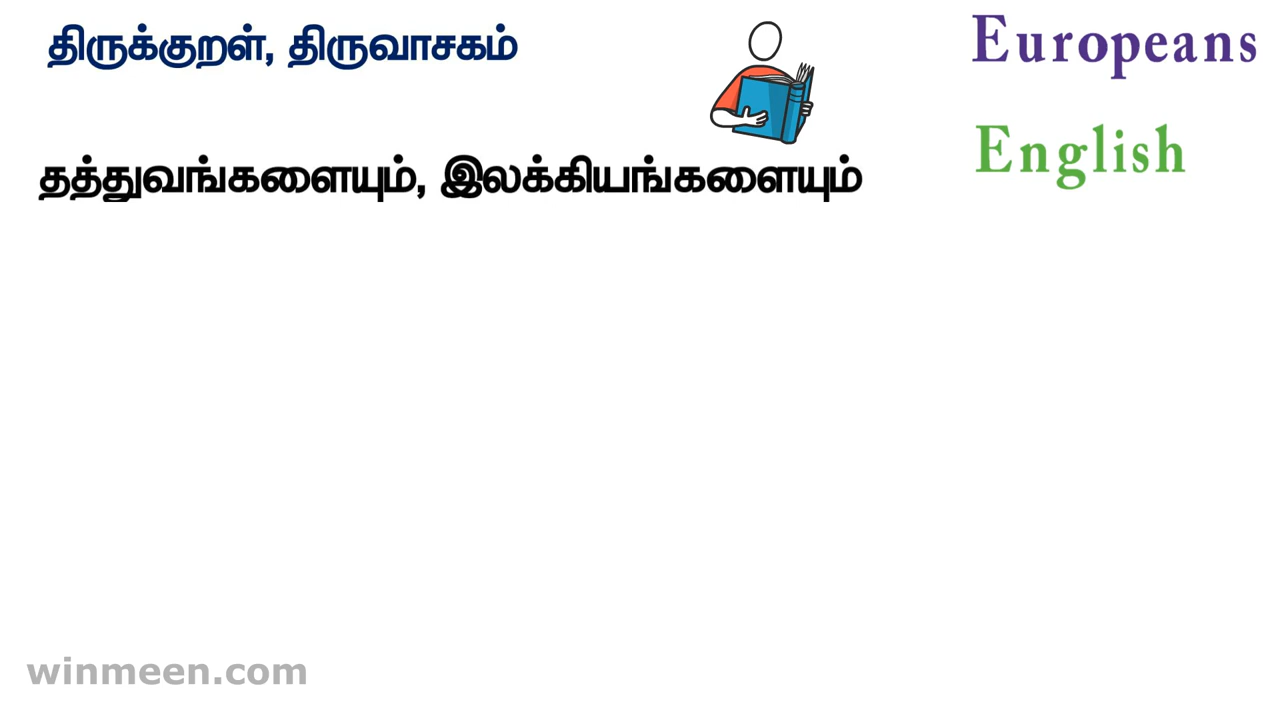 திருக்குறள், திருவாசகம்
Europeans
English
தத்துவங்களையும், இலக்கியங்களையும்
winmeen.com